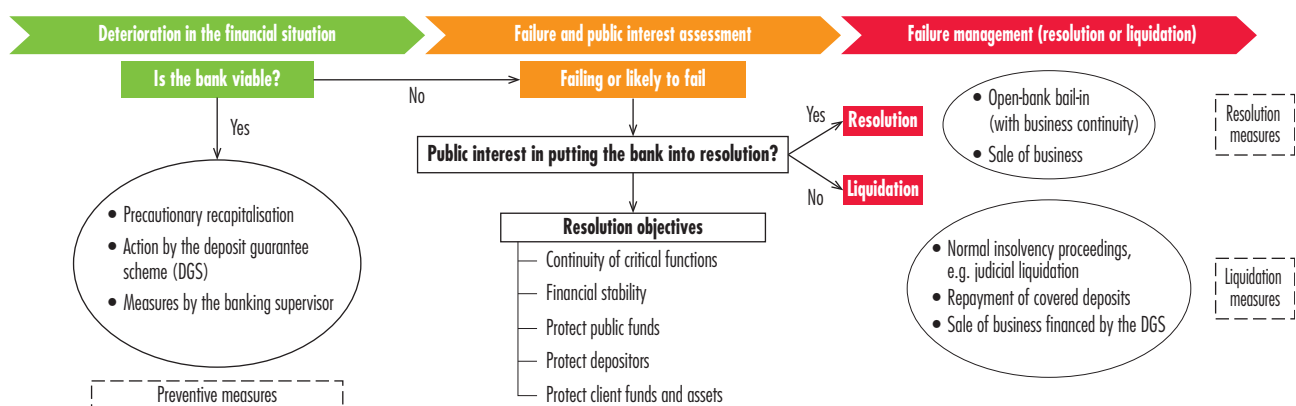 Deterioration in the financial situation
Failure and public interest assessment
Failure management (resolution or liquidation)
Is the bank viable?
No
Failing or likely to fail
Yes
• Precautionary recapitalisation
• Action by the deposit guarantee
scheme (DGS)
• Measures by the banking supervisor
Preventive measures
Public interest in putting the bank into resolution?
Yes
Resolution
No
Liquidation
Resolution objectives
Continuity of critical functions
Financial stability
Protect public funds
Protect depositors
Protect client funds and assets
• Open-bank bail-in
(with business continuity)
• Sale of business
Resolution
measures
• Normal insolvency proceedings,
e.g. judicial liquidation
• Repayment of covered deposits
• Sale of business financed by the DGS
Liquidation
measures